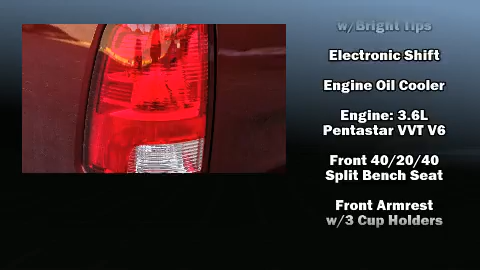 w/Bright Tips
Electronic Shift
Engine Oil Cooler
Engine: 3.6L
Pentastar VVT V6
Front 40/20/40
Split Bench Seat
Front Armrest
w/3 Cup Holders